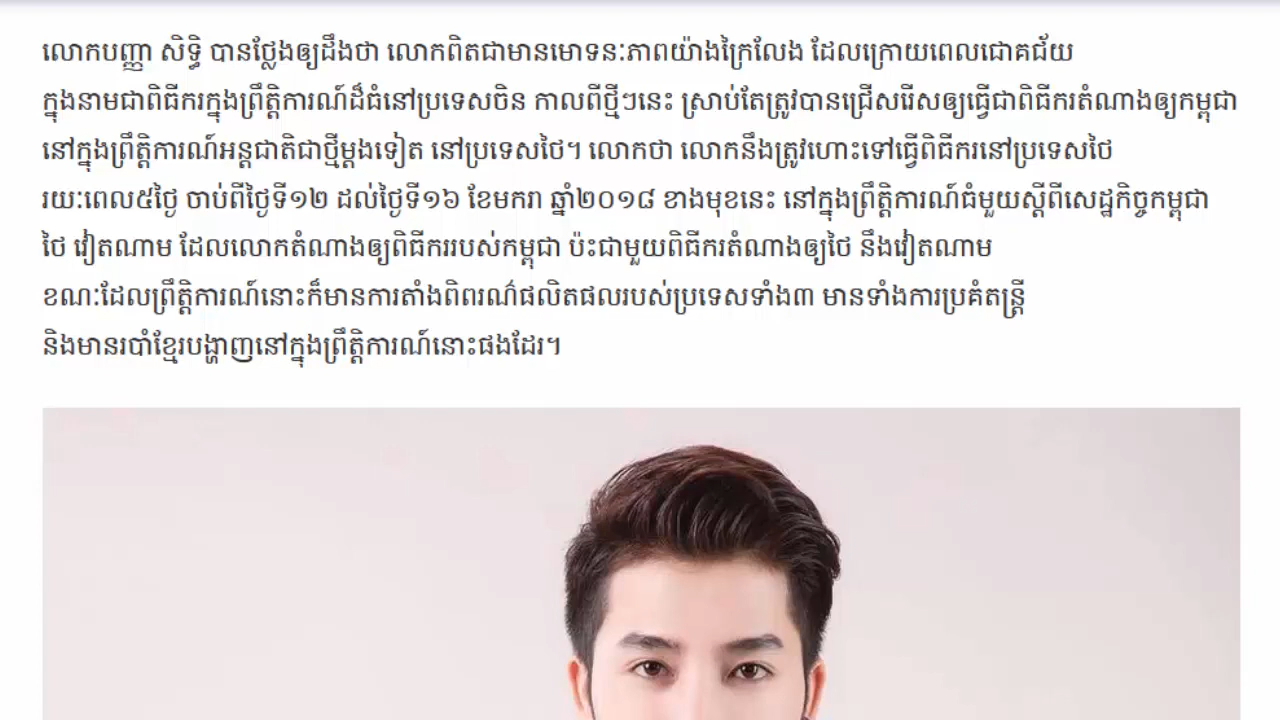 លោកបញ្ញា សិទ្ធិ បានថ្លែងឲ្យដឹងថា លោកពិតជាមានមោទនៈភាពយ៉ាងក្រៃលែង ដែលក្រោយពេលជោគជ័យ
ក្នុងនាមជាពិធីករក្នុងព្រឹត្តិការណ៍ដ៏ធំនៅប្រទេសចិន កាលពីថ្មីៗនេះ ស្រាប់តែត្រូវបានជ្រើសរើសឲ្យធ្វើជាពិធីករតំណាងឲ្យកម្ពុជា
នៅក្នុងព្រឹត្តិការណ៍អន្តជាតិជាថ្មីម្តងទៀត នៅប្រទេសថៃ។ លោកថា លោកនឹងត្រូវហោះទៅធ្វើពិធីករនៅប្រទេសថៃ
រយៈពេល៥ថ្ងៃ ចាប់ពីថ្ងៃទី១២ ដល់ថ្ងៃទី១៦ ខែមករា ឆ្នាំ២០១៨ ខាងមុខនេះ នៅក្នុងព្រឹត្តិការណ៍ធំមួយស្តីពីសេដ្ឋកិច្ចកម្ពុជា
ថៃ វៀតណាម ដែលលោកតំណាងឲ្យពិធីកររបស់កម្ពុជា ប៉ះជាមួយពិធីករតំណាងឲ្យថៃ នឹងវៀតណាម
ខណៈដែលព្រឹត្តិការណ៍នោះក៏មានការតាំងពិពរណ៌ផលិតផលរបស់ប្រទេសទាំង៣ មានទាំងការប្រគំតន្ត្រី
និងមានរបាំខ្មែរបង្ហាញនៅក្នុងព្រឹត្តិការណ៍នោះផងដែរ។